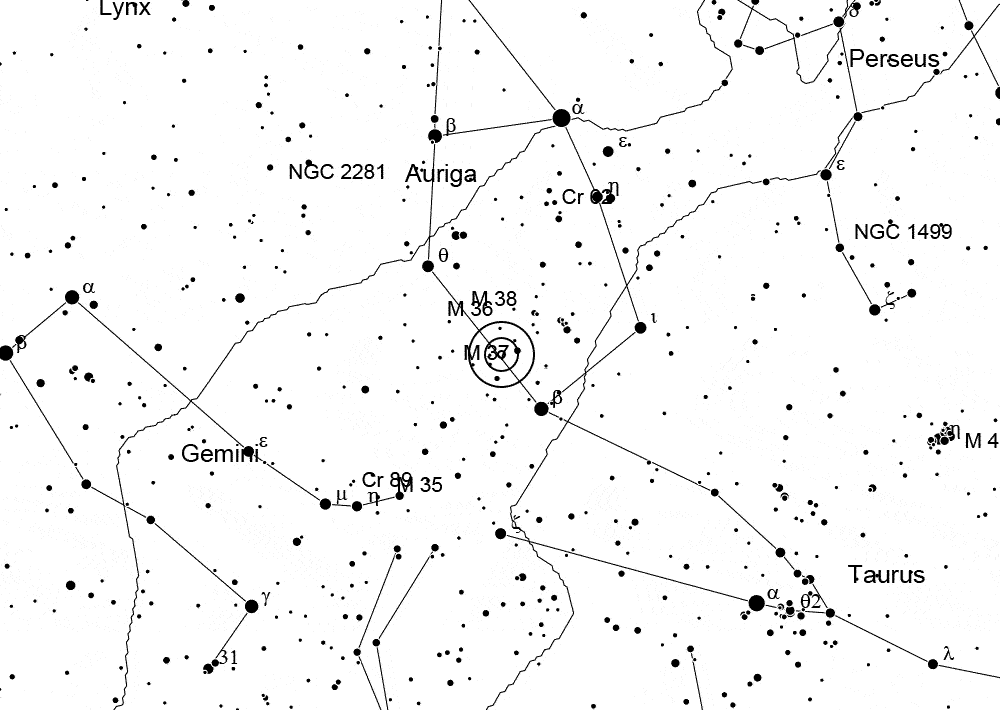 Lynx
δ
Perseus
α
β
ε
NGC 2281
Auriga
ε
Cr 62
η
NGC 1499
θ
α
M 38
ζ
M 36
ι
β
M 37
β
η
M 4
ε
Gemini
Cr 89
M 35
μ
η
ζ
Taurus
α
θ2
γ
λ
31